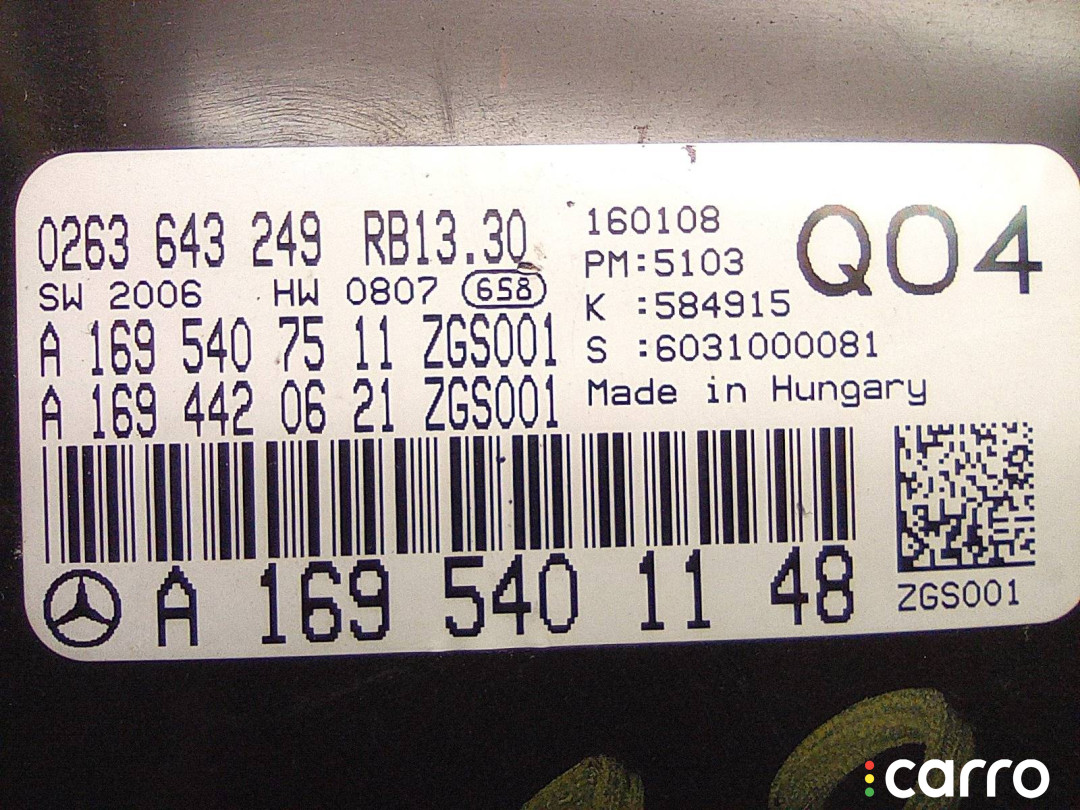 0263 643 249 RB13.30
SW 2006 HW 0807 658
A 169 540 75 11 ZGS001
A 169 442 06 21 ZGS001
160108
PM:5103
K :584915
S :6031000081
Made in Hungary
Q04
A 169 540 11 48
ZGS001
carro